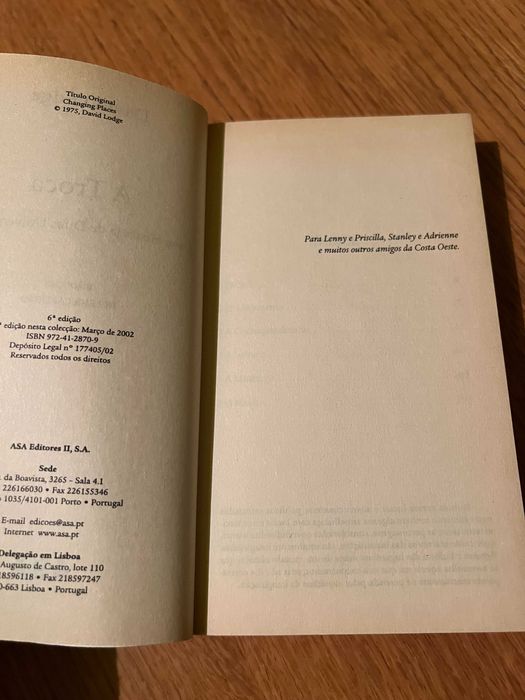 Título Original
Changing Places
© 1975, David Lodge
6ª edição
edição nesta colecção: Março de 2002
ISBN 972-41-2870-9
Depósito Legal nº 177405/02
Reservados todos os direitos
ASA Editores II, S.A.
Sede
da Boavista, 3265 - Sala 4.1
226166030 • Fax 226155346
1035/4101-001 Porto • Portugal
E-mail edicoes@asa.pt
Internet www.asa.pt
Delegação em Lisboa
Augusto de Castro, lote 110
18596118 • Fax 218597247
0-663 Lisboa • Portugal
Para Lenny e Priscilla, Stanley e Adrienne
e muitos outros amigos da Costa Oeste.
A Troca